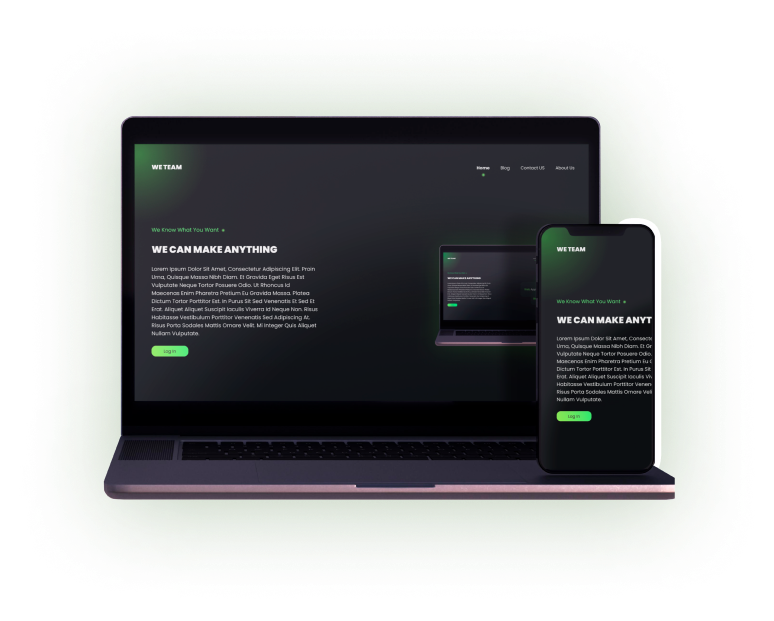 WE TEAM
Home Blog Contact US About Us
We Know What You Want
WE CAN MAKE ANYTHING
Lorem Ipsum Dolor Sit Amet, Consectetur Adipiscing Elit. Proin
Urna, Quisque Massa Nibh Diam. Et Gravida Eget Risus Est
Vulputate Neque Tortor Posuere Odio. Ut Rhoncus Id
Maecenas Enim Pharetra Pretium Eu Gravida Massa. Platea
Dictum Tortor Porttitor Est. In Purus Sit Sed Venenatis Et Sed Et
Erat. Aliquet Aliquet Suscipit Iaculis Viverra Id Neque Non. Risus
Habitasse Vestibulum Porttitor Venenatis Sed Adipiscing At.
Risus Porta Sodales Mattis Ornare Velit. Mi Integer Quis Aliquet
Nullam Vulputate.
Log In
WE TEAM
We Know What You Want
WE CAN MAKE ANYT
Lorem Ipsum Dolor Sit Amet, Consect
Urna, Quisque Massa Nibh Diam. Et Gr
Vulputate Neque Tortor Posuere Odio.
Maecenas Enim Pharetra Pretium Eu
Dictum Tortor Porttitor Est. In Purus Sit
Erat. Aliquet Aliquet Suscipit Iaculis Viv
Habitasse Vestibulum Porttitor Venen
Risus Porta Sodales Mattis Ornare Veli
Nullam Vulputate.
Log In